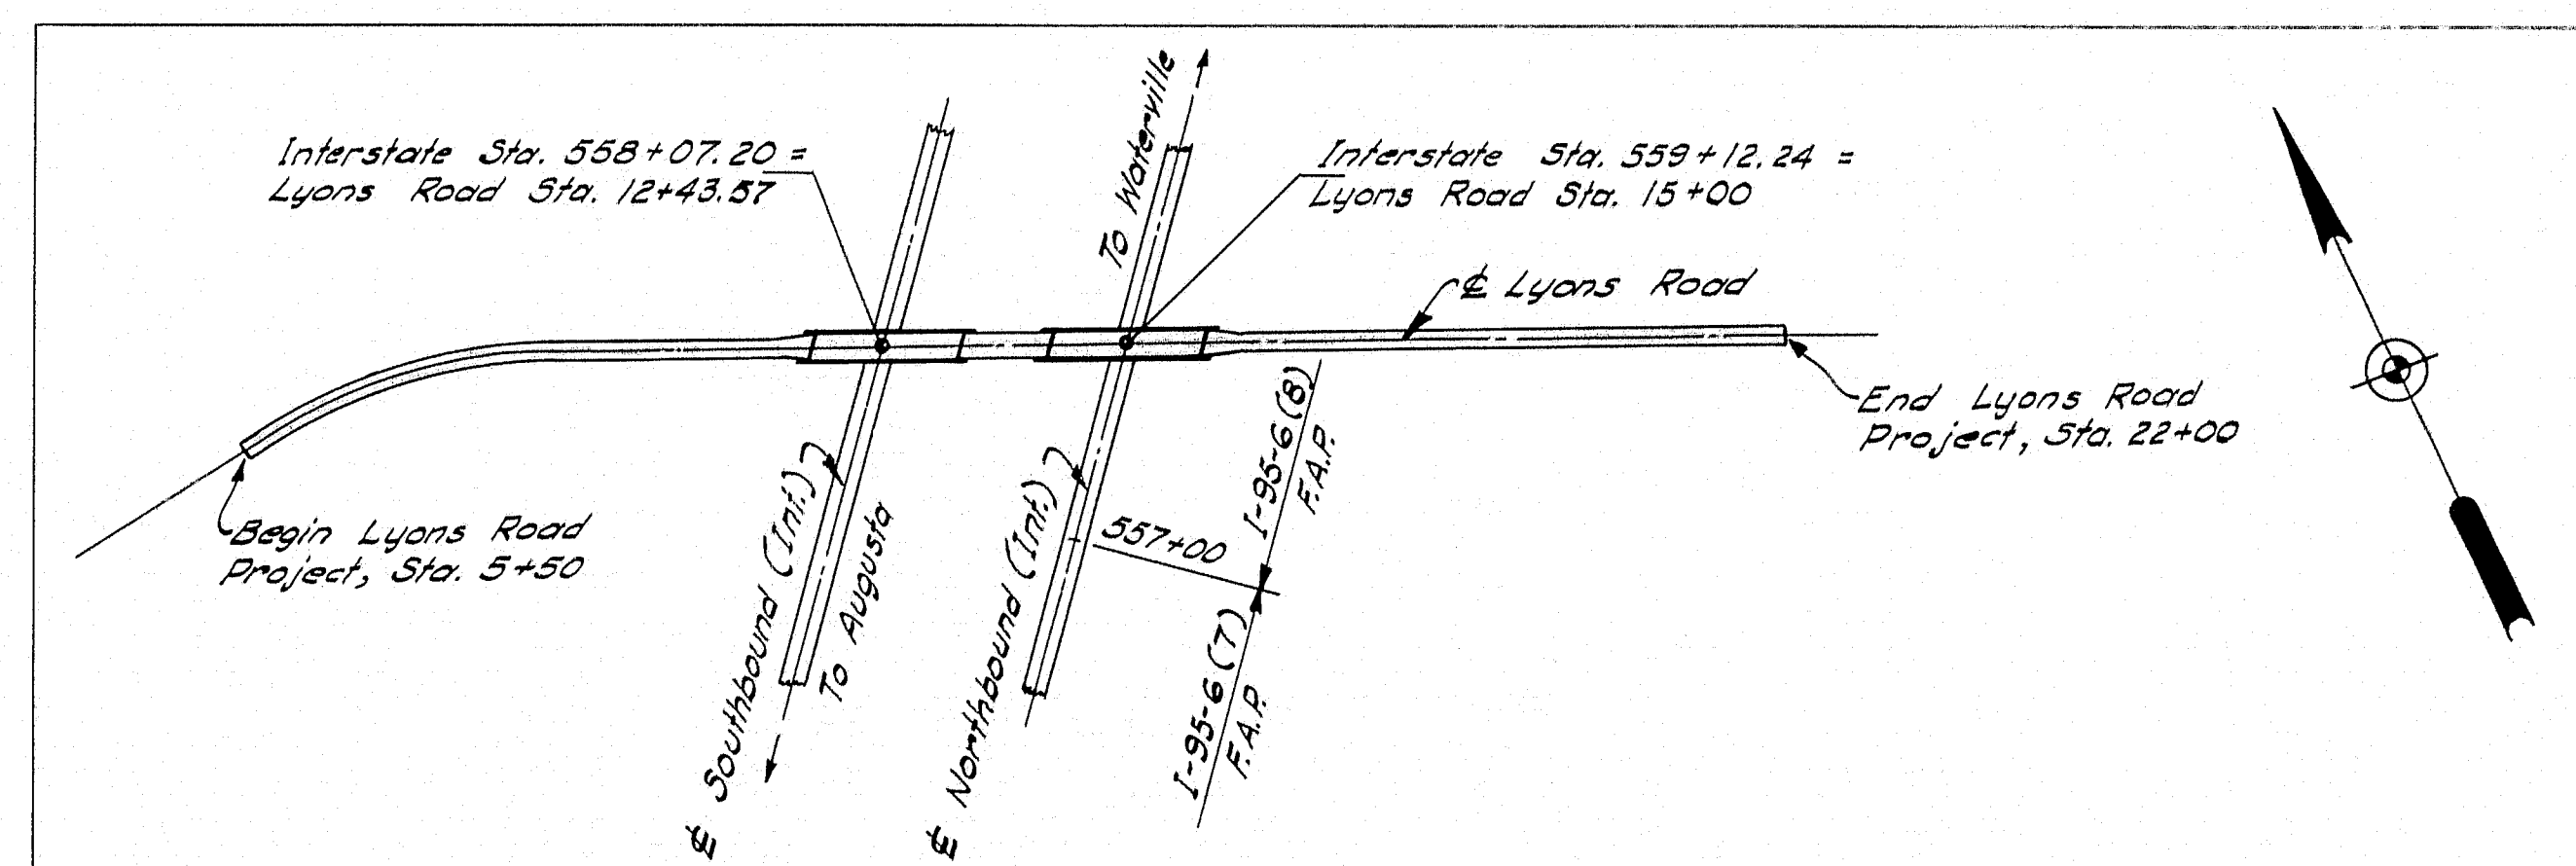 Interstate Sta. 558+07.20 =
Lyons Road Sta. 12+43.57
To Waterville
Interstate Sta. 559+12.24 =
Lyons Road Sta. 15+00
℄ Lyons Road
End Lyons Road
Project, Sta. 22+00
Begin Lyons Road
Project, Sta. 5+50
℄ Southbound (Int.)
To Augusta
℄ Northbound (Int.)
557+00
I-95-6(8)
F.A.P.
I-95-6(7)
F.A.P.